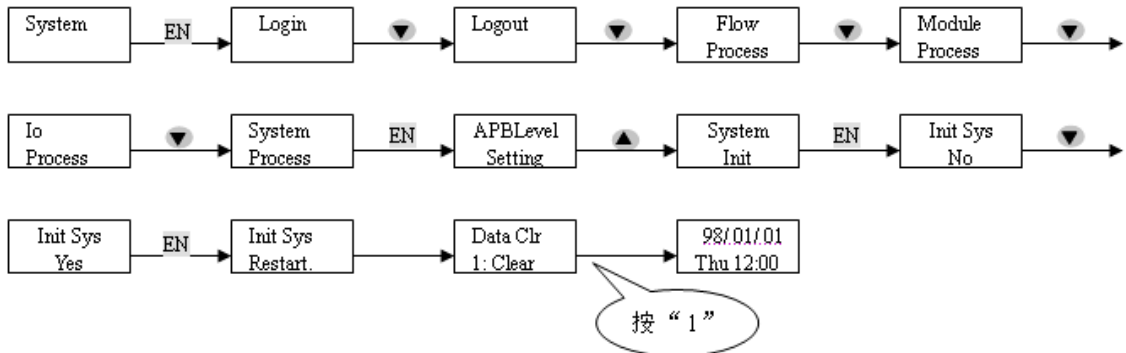 System
EN
Login
▼
Logout
▼
Flow
Process
▼
Module
Process
▼
Io
Process
▼
System
Process
EN
APBLevel
Setting
▲
System
Init
EN
Init Sys
No
▼
Init Sys
Yes
EN
Init Sys
Restart.
Data Clr
1: Clear
98/01/01
Thu 12:00
按“1”